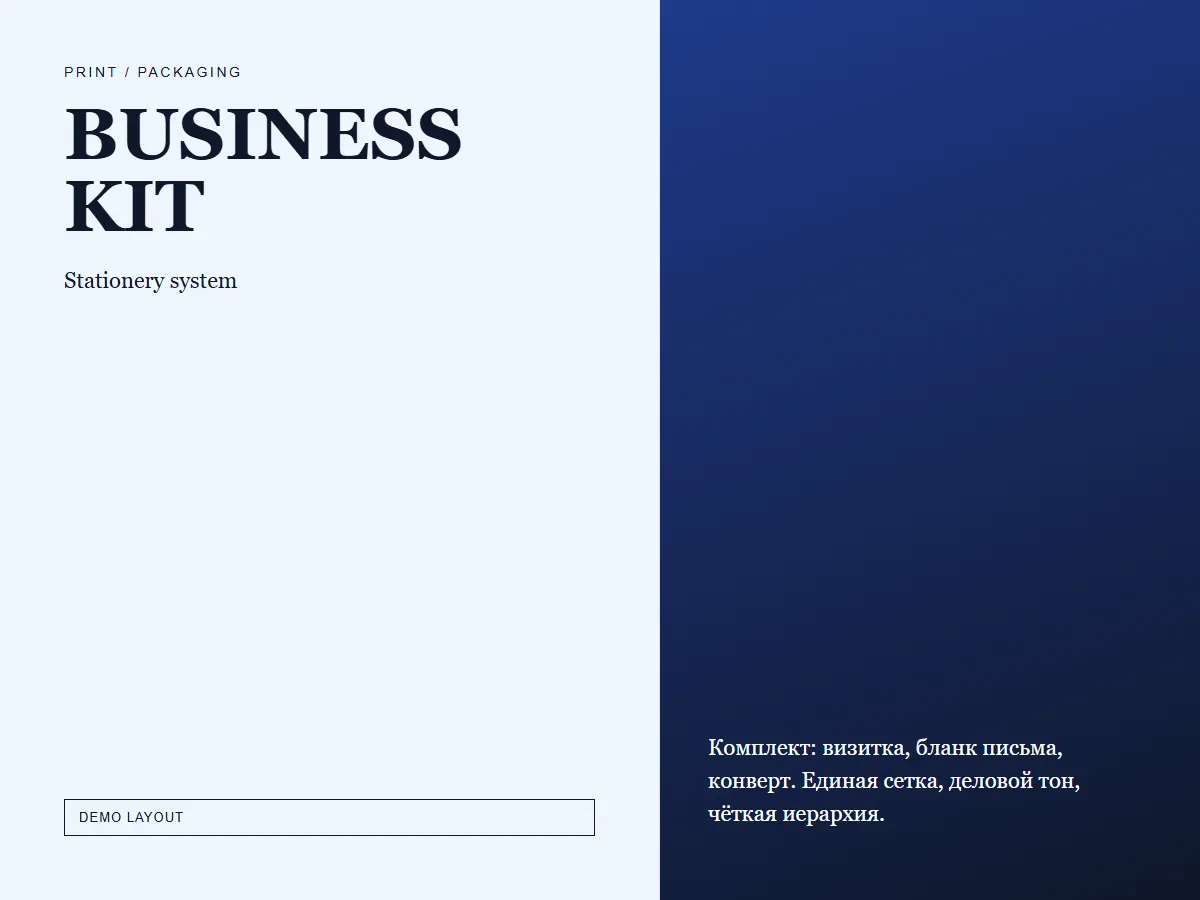 PRINT / PACKAGING
BUSINESS
KIT
Stationery system
DEMO LAYOUT
Комплект: визитка, бланк письма,
конверт. Единая сетка, деловой тон,
чёткая иерархия.